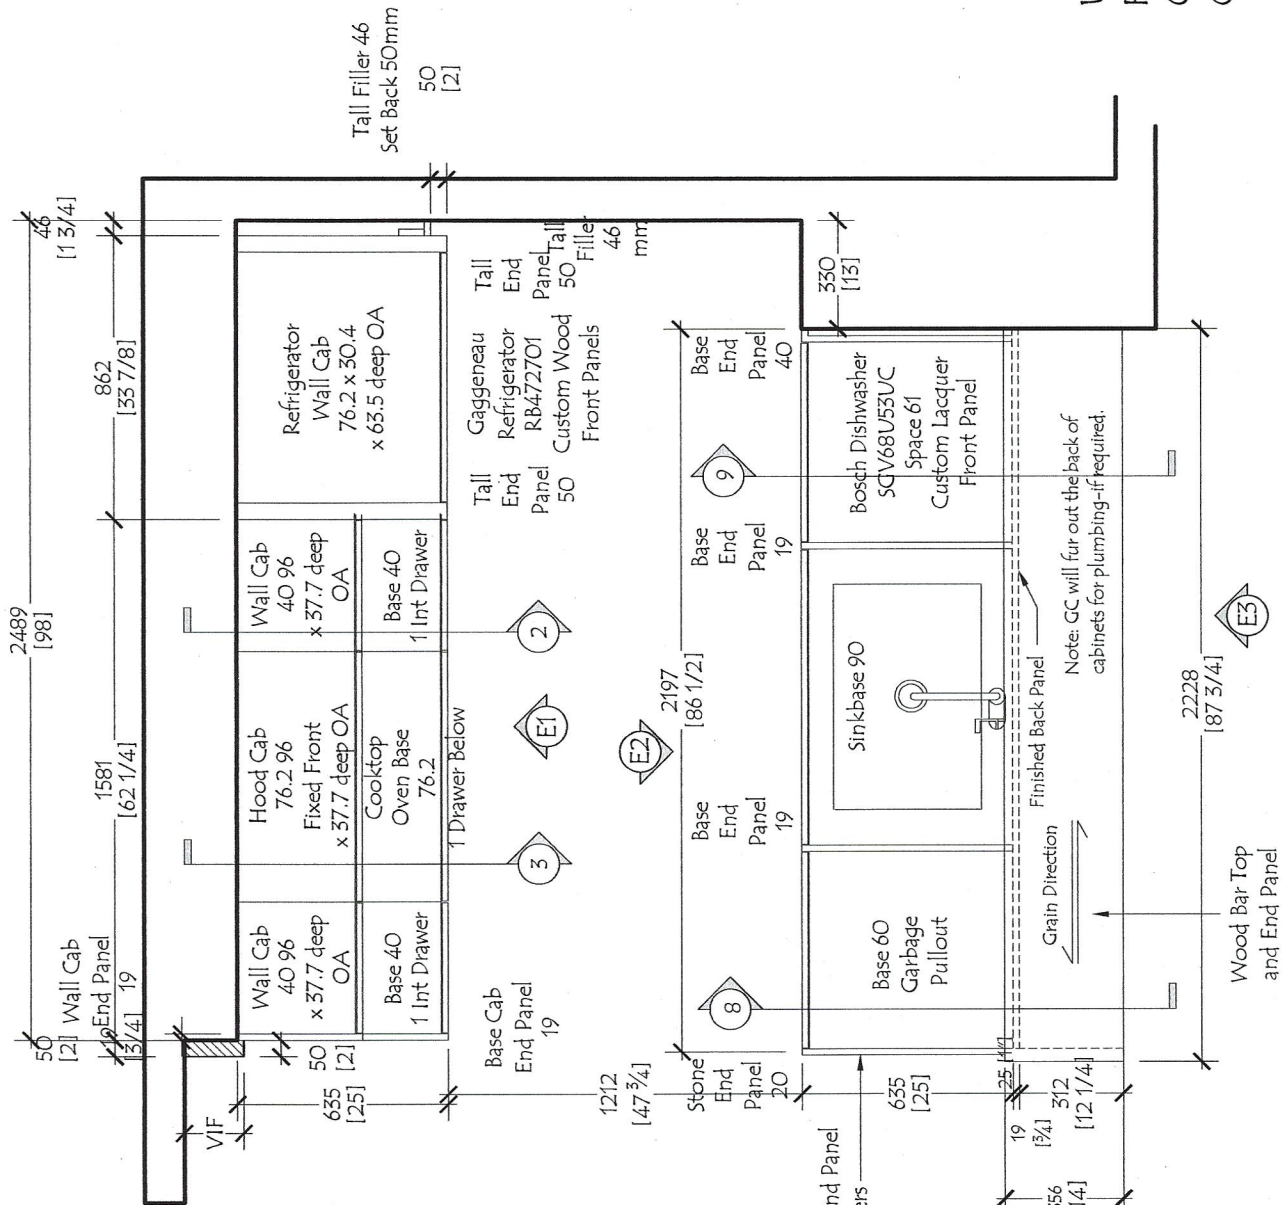 Tall Filler 46
Set Back 50mm
50
[2]
46
[1 3/4]
862
[33 7/8]
2489
[98]
1581
[62 1/4]
50
[2]
Wall Cab
End Panel
19
19
[3/4]
VIF
50
[2]
635
[25]
Wall Cab
40 96
x 37.7 deep
OA
Hood Cab
76.2 96
Fixed Front
x 37.7 deep OA
Wall Cab
40 96
x 37.7 deep
OA
Refrigerator
Wall Cab
76.2 x 30.4
x 63.5 deep OA
Base 40
1 Int Drawer
Cooktop
Oven Base
76.2
1 Drawer Below
Base 40
1 Int Drawer
Base Cab
End Panel
19
Tall
End
Panel
50
Gaggeneau
Refrigerator
RB472701
Custom Wood
Front Panels
Tall
End
Panel
50
Tall
Filler
46
mm
3
2
E1
E2
1212
[47 3/4]
2197
[86 1/2]
330
[13]
Stone
End
Panel
20
Base
End
Panel
19
Base
End
Panel
19
Base
End
Panel
40
8
9
635
[25]
Base 60
Garbage
Pullout
Sinkbase 90
Bosch Dishwasher
SGV68U53UC
Space 61
Custom Lacquer
Front Panel
25 [1"]
19
[3/4]
312
[12 1/4]
Grain Direction
Finished Back Panel
Note: GC will fur out the back of
cabinets for plumbing-if required.
2228
[87 3/4]
E3
Wood Bar Top
and End Panel